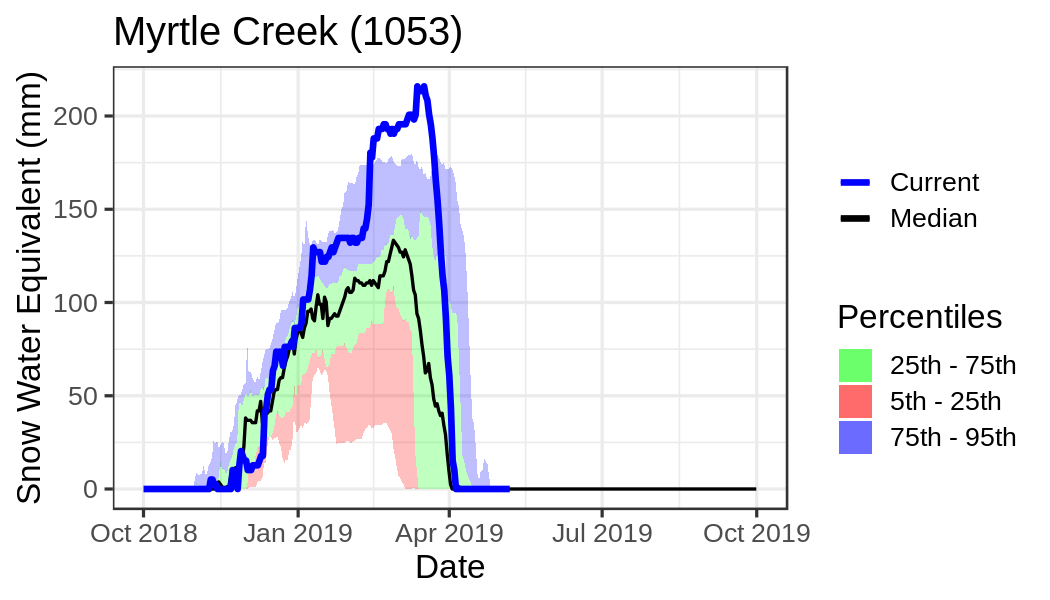 Myrtle Creek (1053)
Snow Water Equivalent (mm)
200
150
100
50
0
Oct 2018
Jan 2019
Apr 2019
Jul 2019
Oct 2019
Date
Current
Median
Percentiles
25th - 75th
5th - 25th
75th - 95th